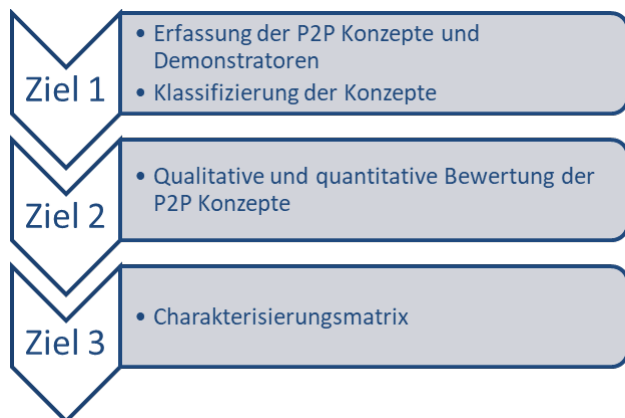 Ziel 1
• Erfassung der P2P Konzepte und
Demonstratoren
• Klassifizierung der Konzepte
Ziel 2
• Qualitative und quantitative Bewertung der
P2P Konzepte
Ziel 3
• Charakterisierungsmatrix